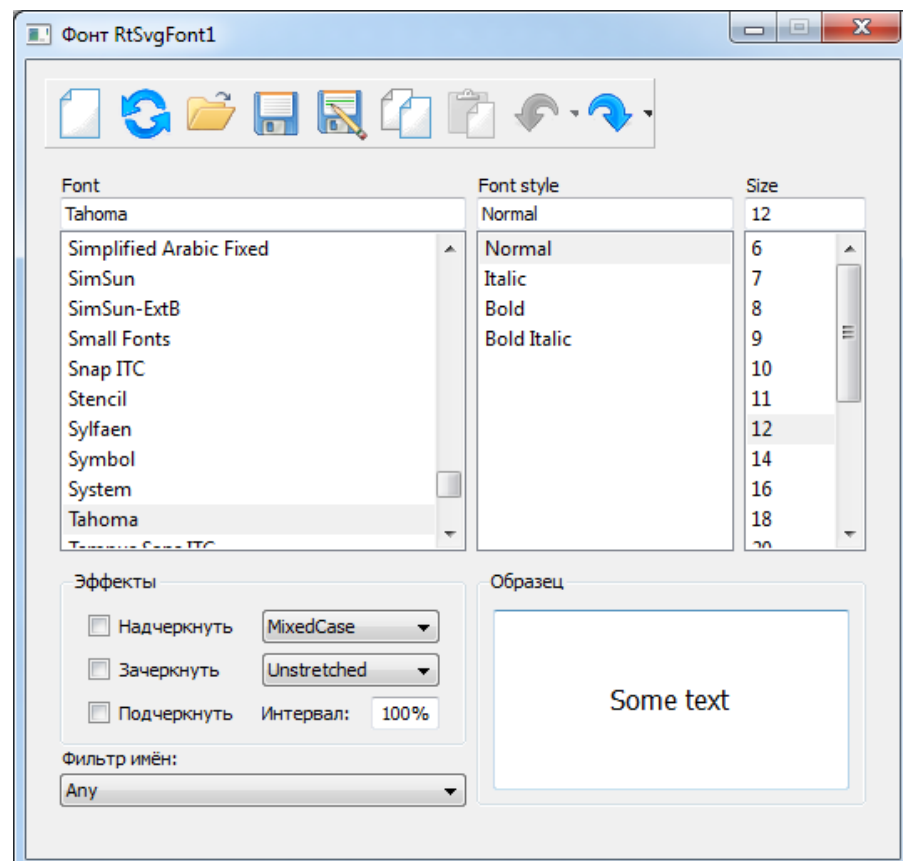 Фонт RtSvgFont1
Font
Font style
Size
Tahoma
Normal
12
Simplified Arabic Fixed
SimSun
SimSun-ExtB
Small Fonts
Snap ITC
Stencil
Sylfaen
Symbol
System
Tahoma
Normal
Italic
Bold
Bold Italic
6
7
8
9
10
11
12
14
16
18
20
Эффекты
Надчеркнуть
MixedCase
Зачеркнуть
Unstretched
Подчеркнуть
Интервал:
100%
Фильтр имён:
Any
Образец
Some text